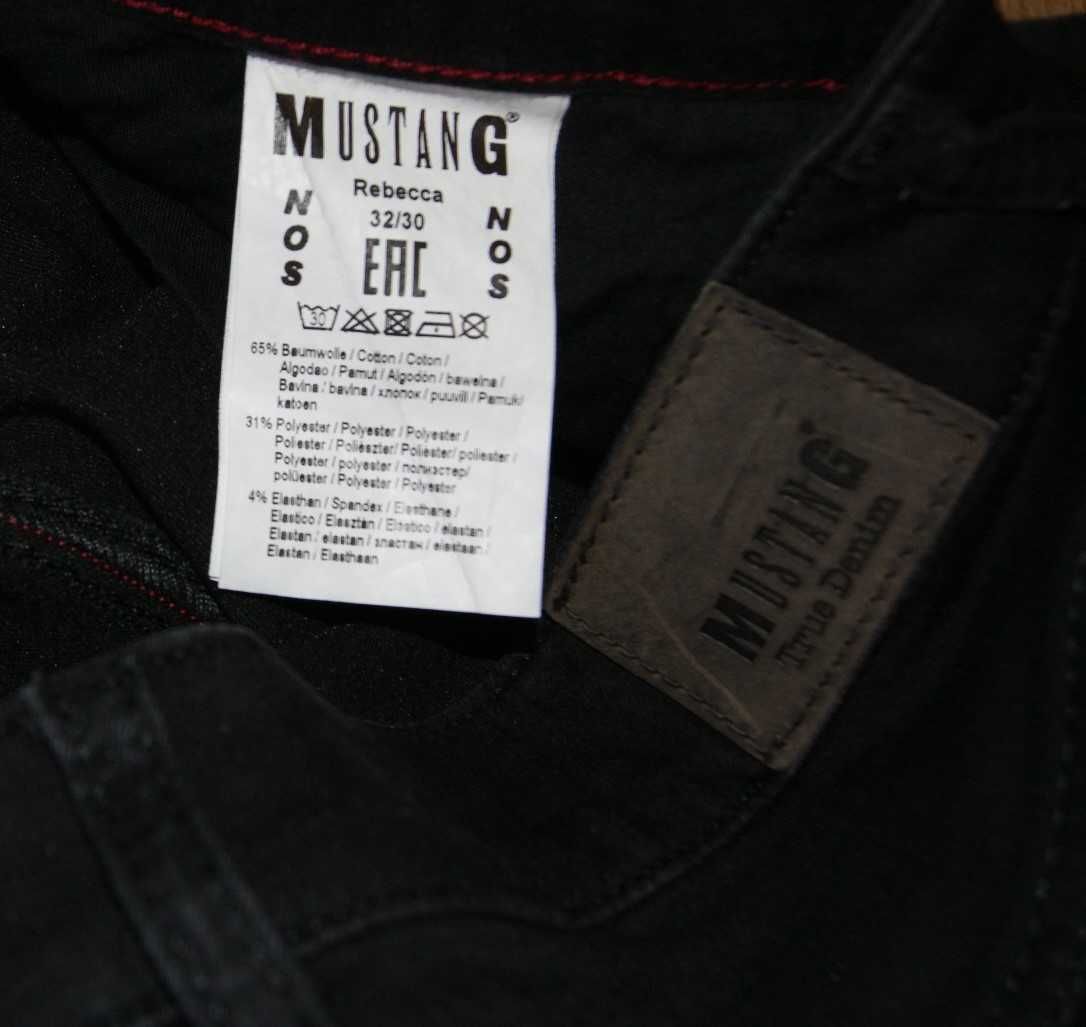 MUSTANG®
Rebecca
32/30
NOS
NOS
EAC
30
65% Baumwolle / Cotton / Coton /
Algodao / Pamut / Algodón / bawełna /
Bavlna / bavlna / хлопок / puuvill / Pamuk/
katoen
31% Polyester / Polyester / Polyester /
Poliester / Poliészter/ Poliéster/ poliester /
Polyester / polyester / полиэстер/
polüester / Polyester / Polyester
4% Elasthan / Spandex / Elasthane /
Elastico / Elasztán / Elastico / elastan /
Elastan / elastan / эластан / elastaan /
Elastan / Elasthaan
MUSTANG
True Denim